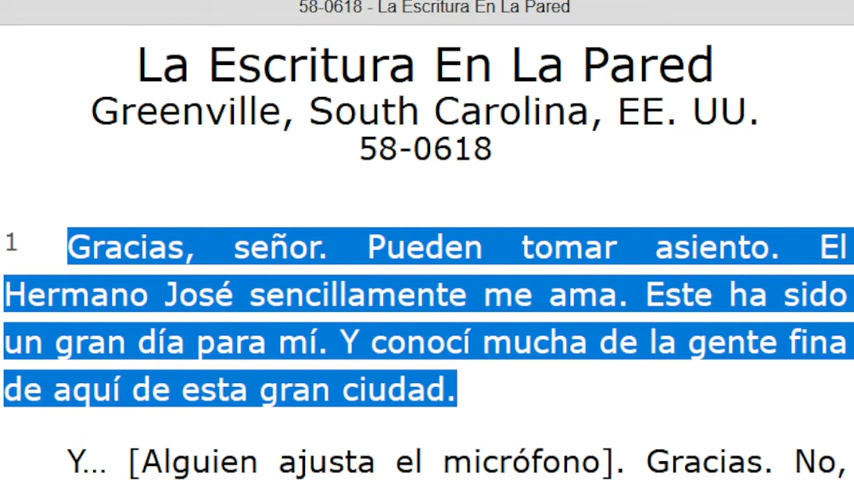 58-0618 - La Escritura En La Pared
La Escritura En La Pared
Greenville, South Carolina, EE. UU.
58-0618
1 Gracias, señor. Pueden tomar asiento. El
Hermano José sencillamente me ama. Este ha sido
un gran día para mí. Y conocí mucha de la gente fina
de aquí de esta gran ciudad.
Y... [Alguien ajusta el micrófono]. Gracias. No,